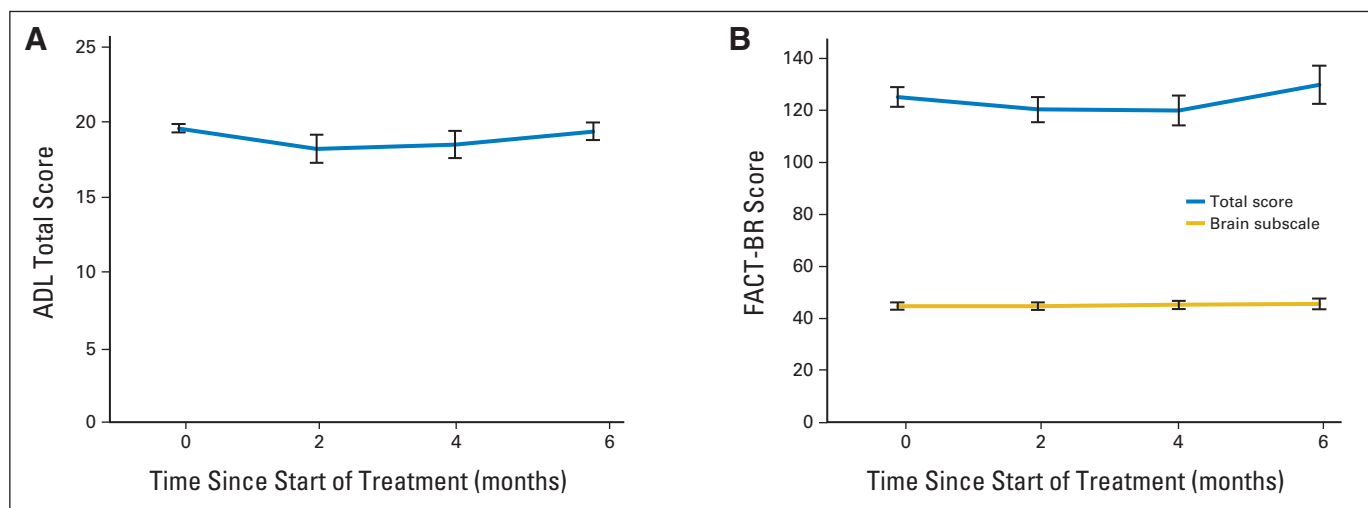 A
25
20
15
10
5
0
ADL Total Score
0 2 4 6
Time Since Start of Treatment (months)
B
140
120
100
80
60
40
20
0
FACT-BR Score
Total score
Brain subscale
0 2 4 6
Time Since Start of Treatment (months)